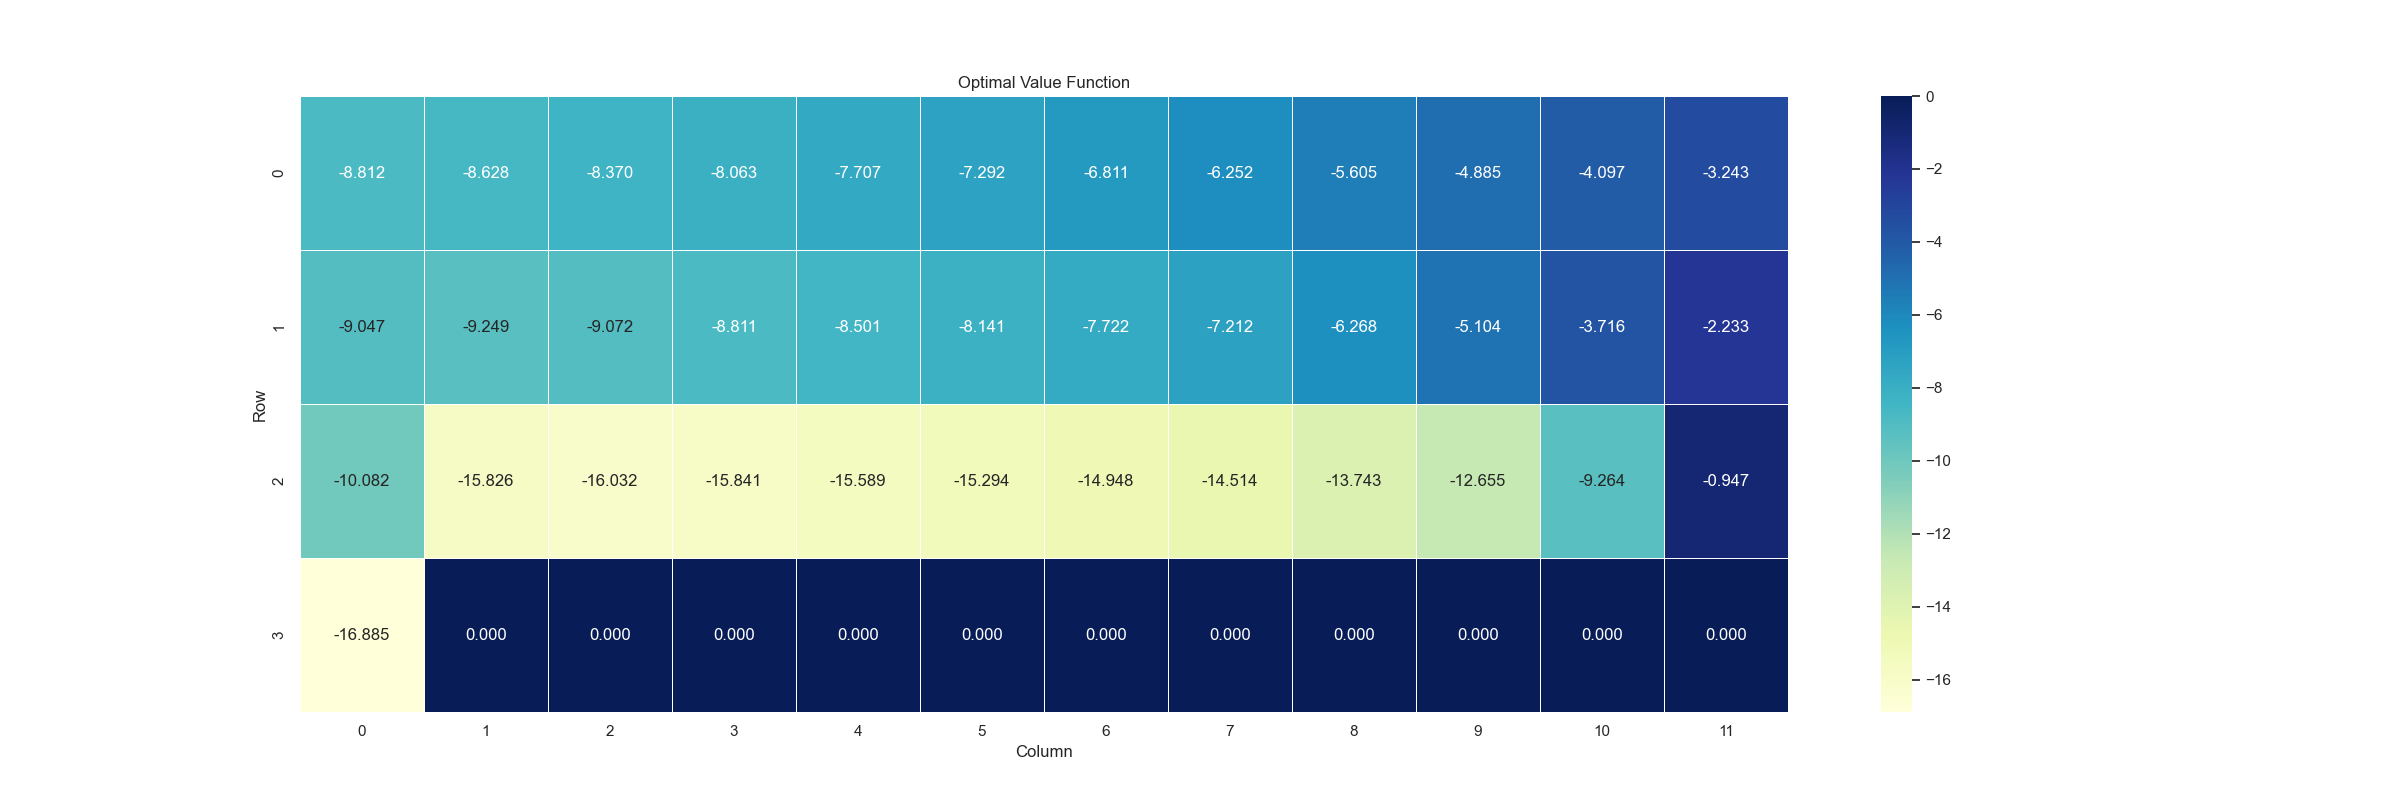 Optimal Value Function
0 -8.812 -8.628 -8.370 -8.063 -7.707 -7.292 -6.811 -6.252 -5.605 -4.885 -4.097 -3.243
1 -9.047 -9.249 -9.072 -8.811 -8.501 -8.141 -7.722 -7.212 -6.268 -5.104 -3.716 -2.233
Row
2 -10.082 -15.826 -16.032 -15.841 -15.589 -15.294 -14.948 -14.514 -13.743 -12.655 -9.264 -0.947
3 -16.885 0.000 0.000 0.000 0.000 0.000 0.000 0.000 0.000 0.000 0.000 0.000
0 1 2 3 4 5 6 7 8 9 10 11
Column
0
−2
−4
−6
−8
−10
−12
−14
−16